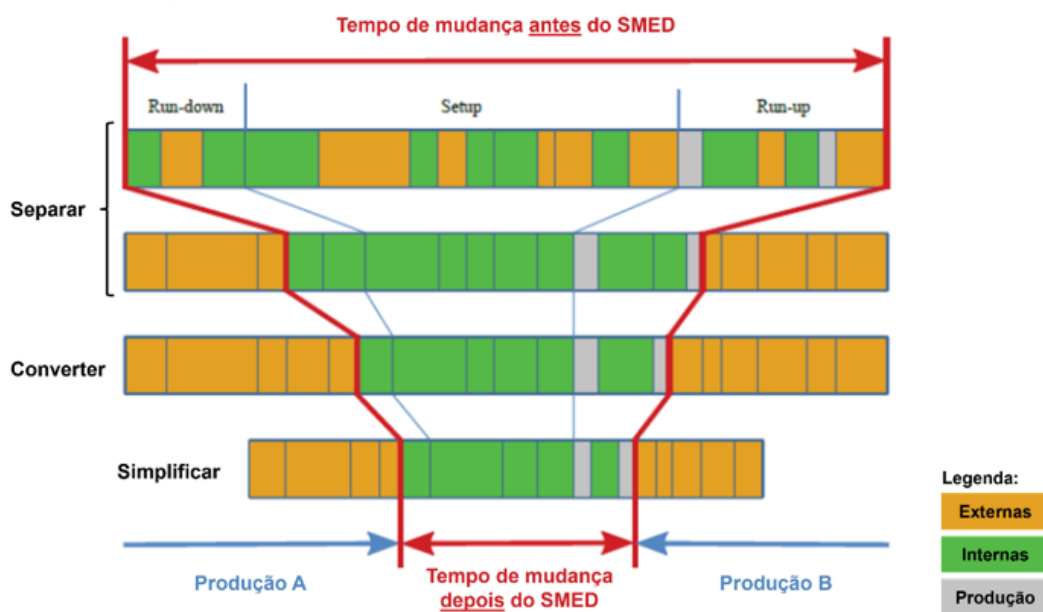 Tempo de mudança antes do SMED
Run-down
Setup
Run-up
Separar
Converter
Simplificar
Legenda:
Externas
Internas
Produção
Produção A
Tempo de mudança
depois do SMED
Produção B